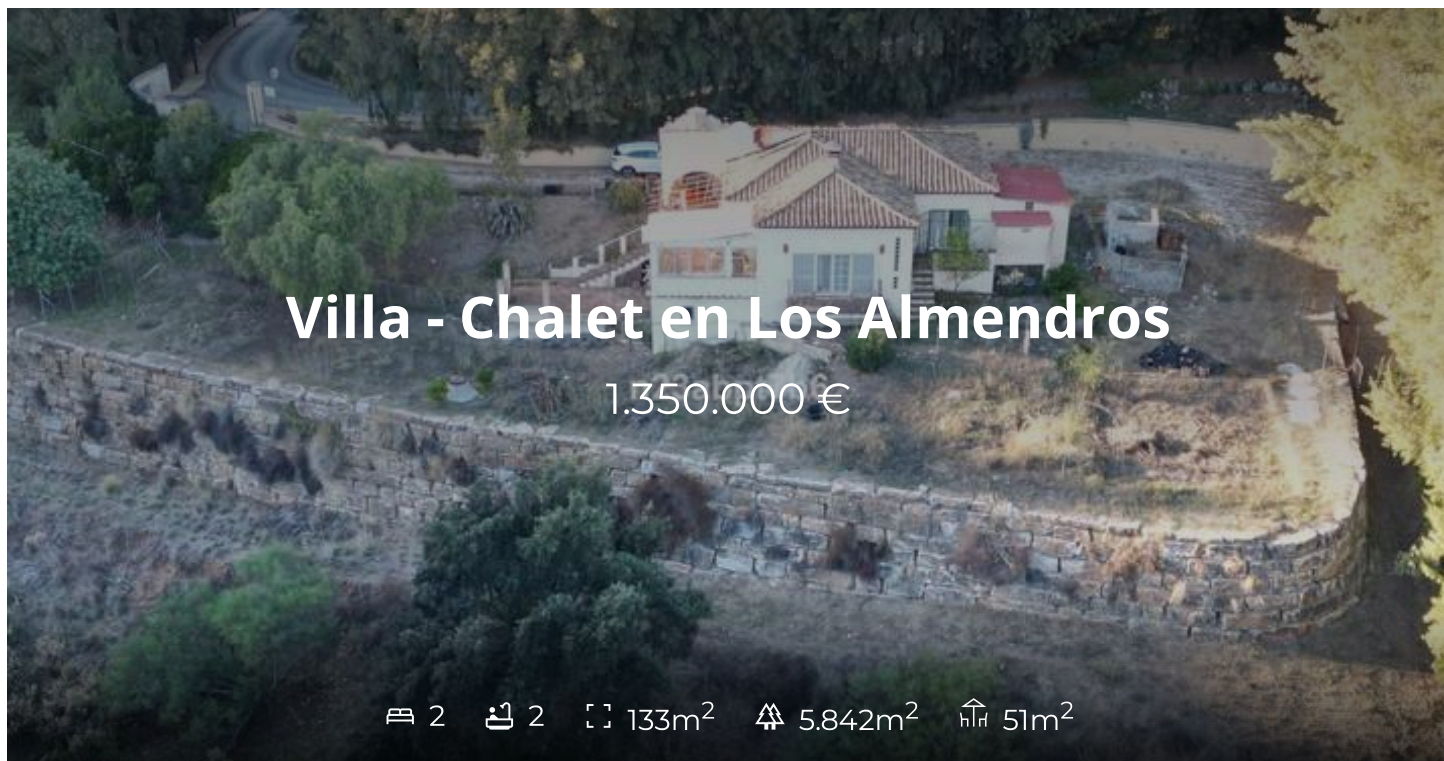 Villa - Chalet en Los Almendros
1.350.000 €
2 2 133m² 5.842m² 51m²